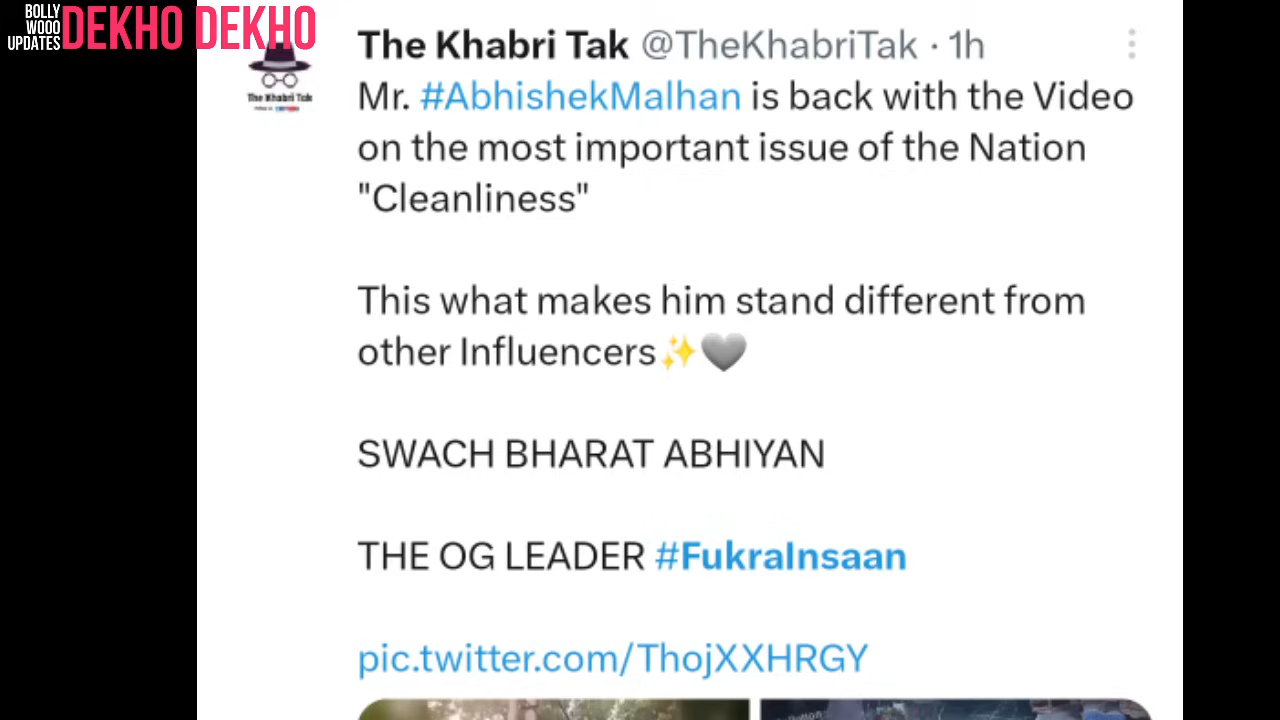 BOLLY
WOOD
UPDATES
DEKHO DEKHO
The Khabri Tak @TheKhabriTak · 1h
The Khabri Tak
Mr. #AbhishekMalhan is back with the Video
on the most important issue of the Nation
"Cleanliness"
This what makes him stand different from
other Influencers✨🩶
SWACH BHARAT ABHIYAN
THE OG LEADER #FukraInsaan
pic.twitter.com/ThojXXHRGY